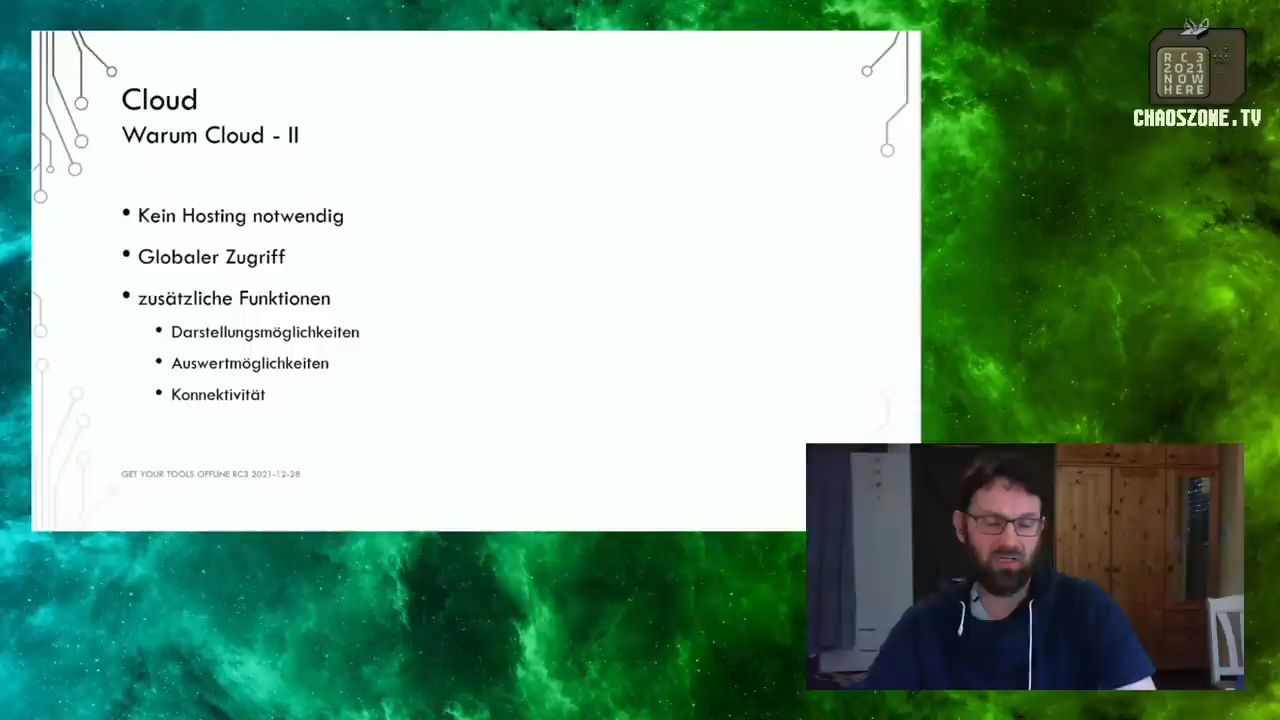 Cloud
Warum Cloud - II
• Kein Hosting notwendig
• Globaler Zugriff
• zusätzliche Funktionen
• Darstellungsmöglichkeiten
• Auswertmöglichkeiten
• Konnektivität
GET YOUR TOOLS OFFLINE RC3 2021-12-28
RC3
2021
NOW
HERE
CHAOSZONE.TV